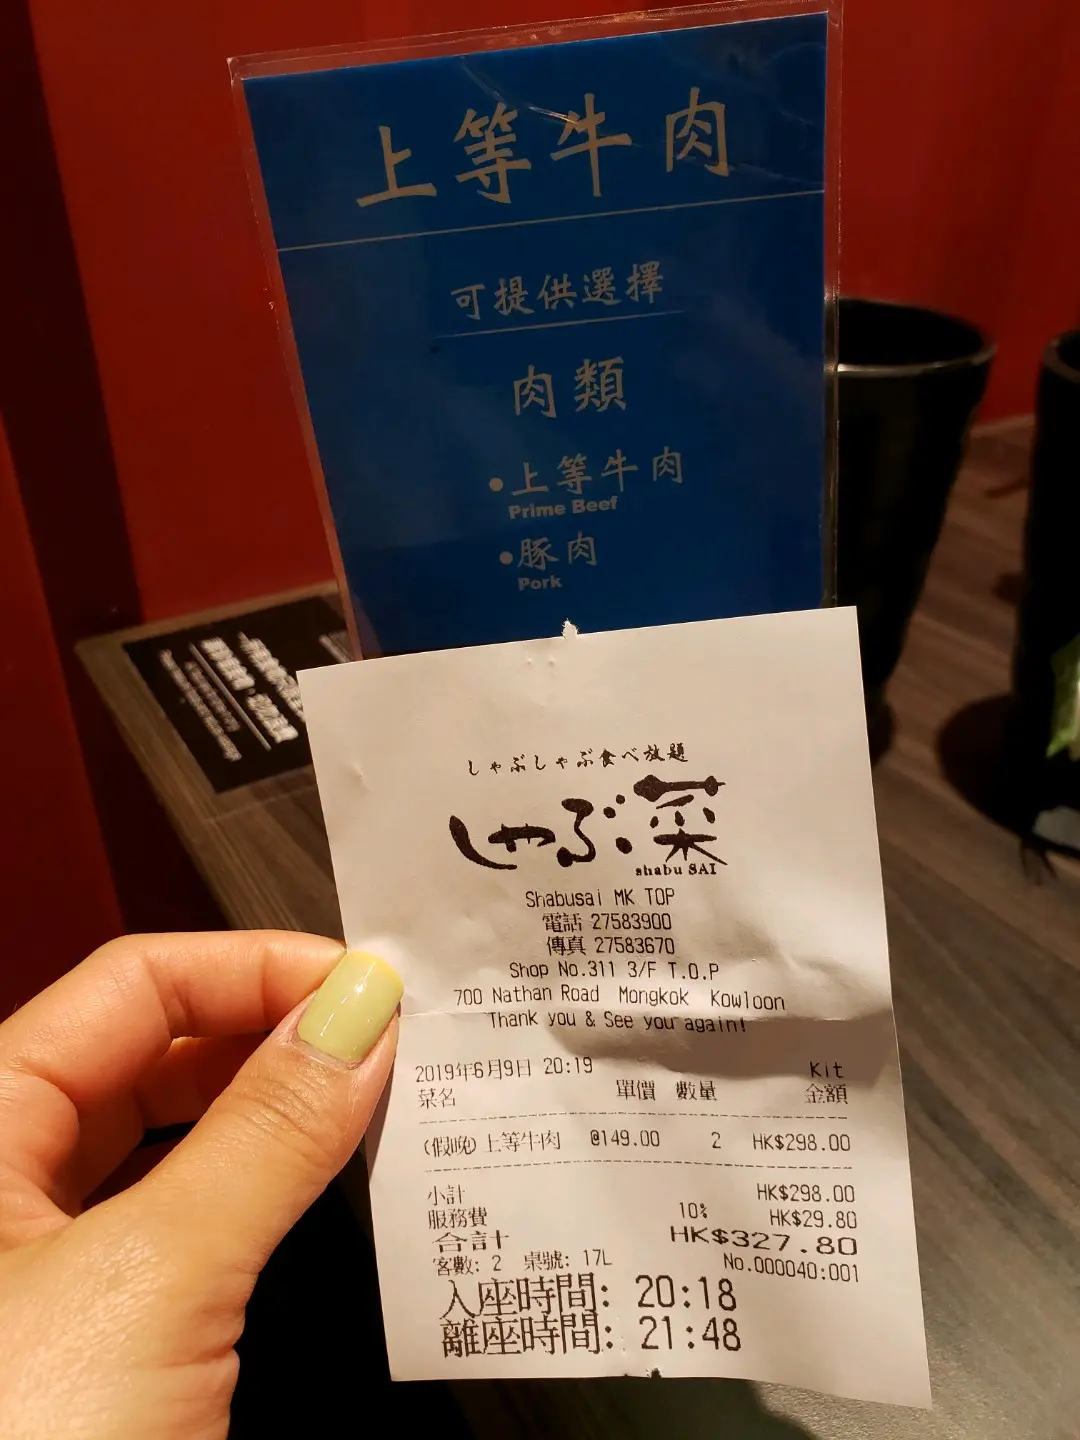 上等牛肉
可提供選擇
肉類
•上等牛肉
Prime Beef
•豚肉
Pork
しゃぶしゃぶ食べ放題
しゃぶ菜
shabu SAI
Shabusai MK TOP
電話 27583900
傳真 27583670
Shop No.311 3/F T.O.P
700 Nathan Road Mongkok Kowloon
Thank you & See you again!
2019年6月9日 20:19 Kit
菜名 單價 數量 金額
(假晚)上等牛肉 @149.00 2 HK$298.00
小計 HK$298.00
服務費 10% HK$29.80
合計 HK$327.80
客數: 2 桌號: 17L No.000040:001
入座時間: 20:18
離座時間: 21:48